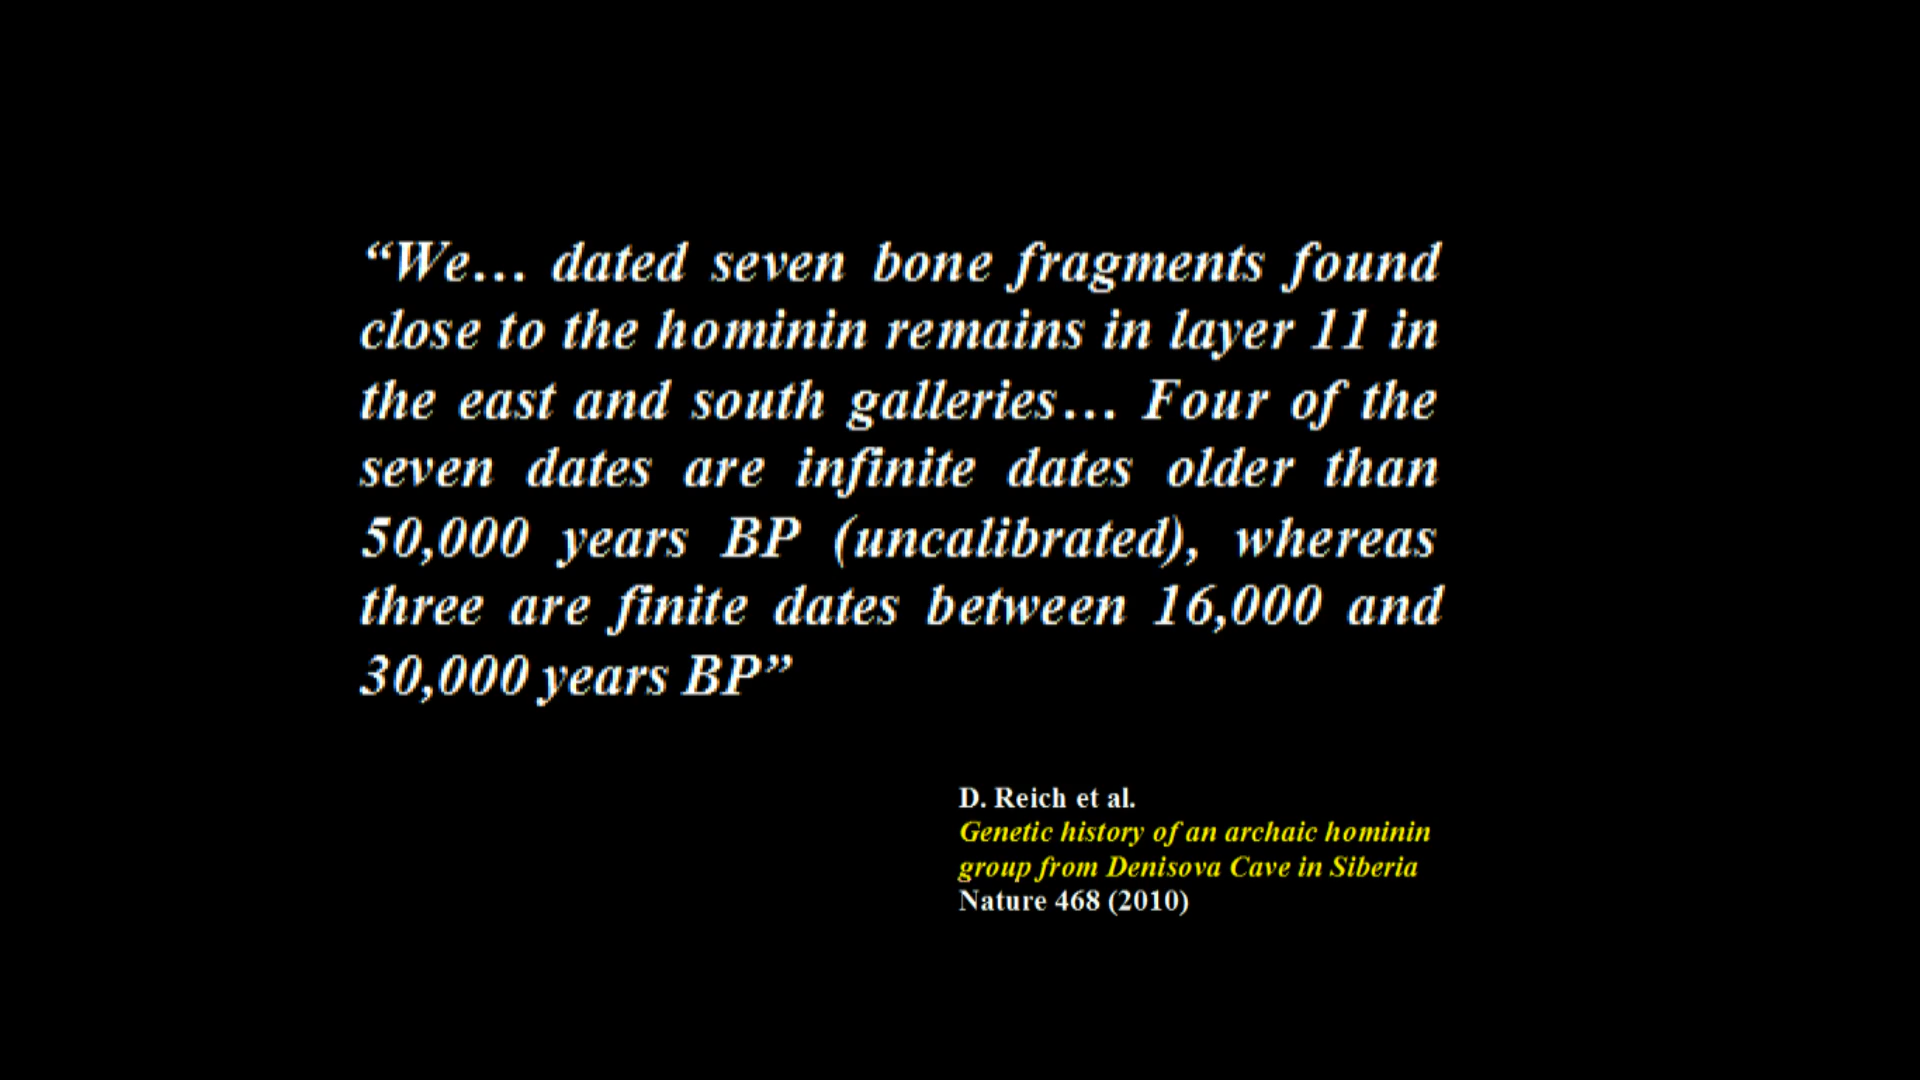 “We… dated seven bone fragments found
close to the hominin remains in layer 11 in
the east and south galleries… Four of the
seven dates are infinite dates older than
50,000 years BP (uncalibrated), whereas
three are finite dates between 16,000 and
30,000 years BP”
D. Reich et al.
Genetic history of an archaic hominin
group from Denisova Cave in Siberia
Nature 468 (2010)